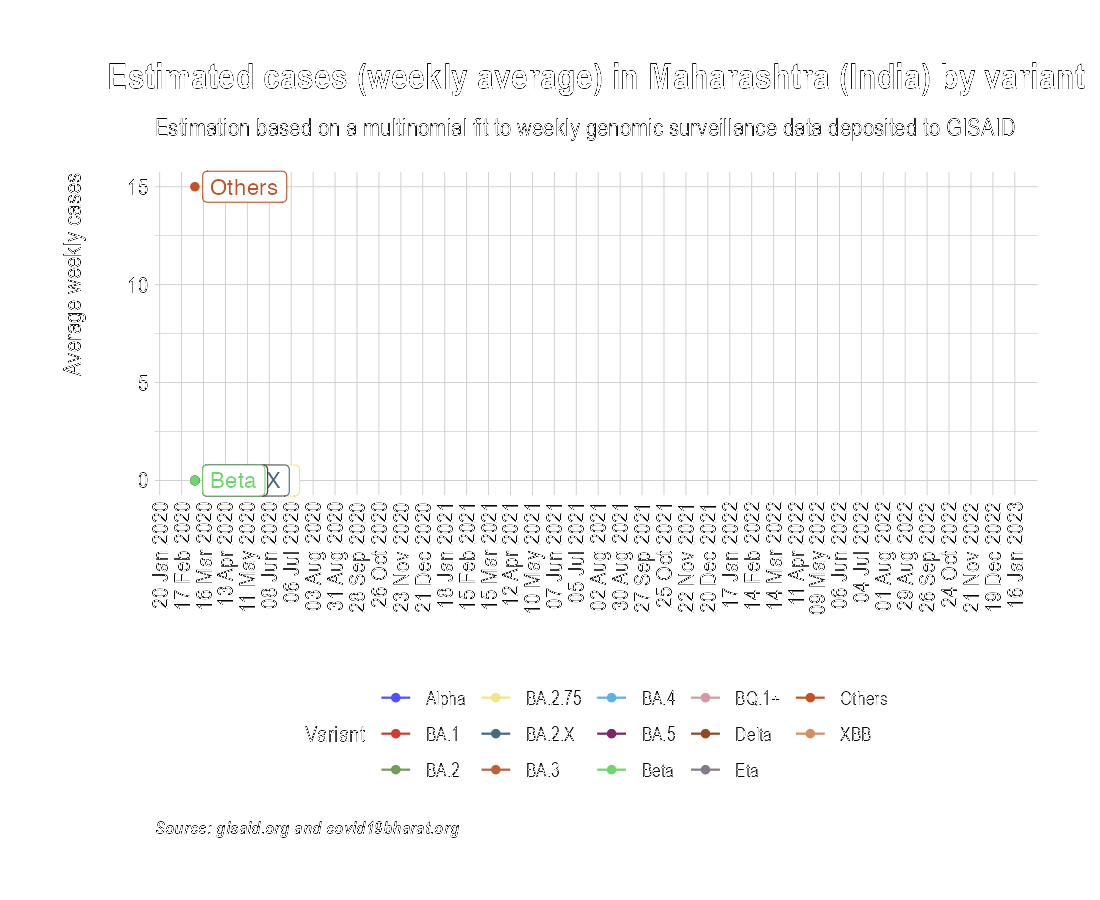 Estimated cases (weekly average) in Maharashtra (India) by variant
Estimation based on a multinomial fit to weekly genomic surveillance data deposited to GISAID
Average weekly cases
15
10
5
0
Others
Beta
X
20 Jan 2020
17 Feb 2020
16 Mar 2020
13 Apr 2020
11 May 2020
08 Jun 2020
06 Jul 2020
03 Aug 2020
31 Aug 2020
28 Sep 2020
26 Oct 2020
23 Nov 2020
21 Dec 2020
18 Jan 2021
15 Feb 2021
15 Mar 2021
12 Apr 2021
10 May 2021
07 Jun 2021
05 Jul 2021
02 Aug 2021
30 Aug 2021
27 Sep 2021
25 Oct 2021
22 Nov 2021
20 Dec 2021
17 Jan 2022
14 Feb 2022
14 Mar 2022
11 Apr 2022
09 May 2022
06 Jun 2022
04 Jul 2022
01 Aug 2022
29 Aug 2022
26 Sep 2022
24 Oct 2022
21 Nov 2022
19 Dec 2022
16 Jan 2023
Variant
Alpha
BA.1
BA.2
BA.2.75
BA.2.X
BA.3
BA.4
BA.5
Beta
BQ.1+
Delta
Eta
Others
XBB
Source: gisaid.org and covid19bharat.org